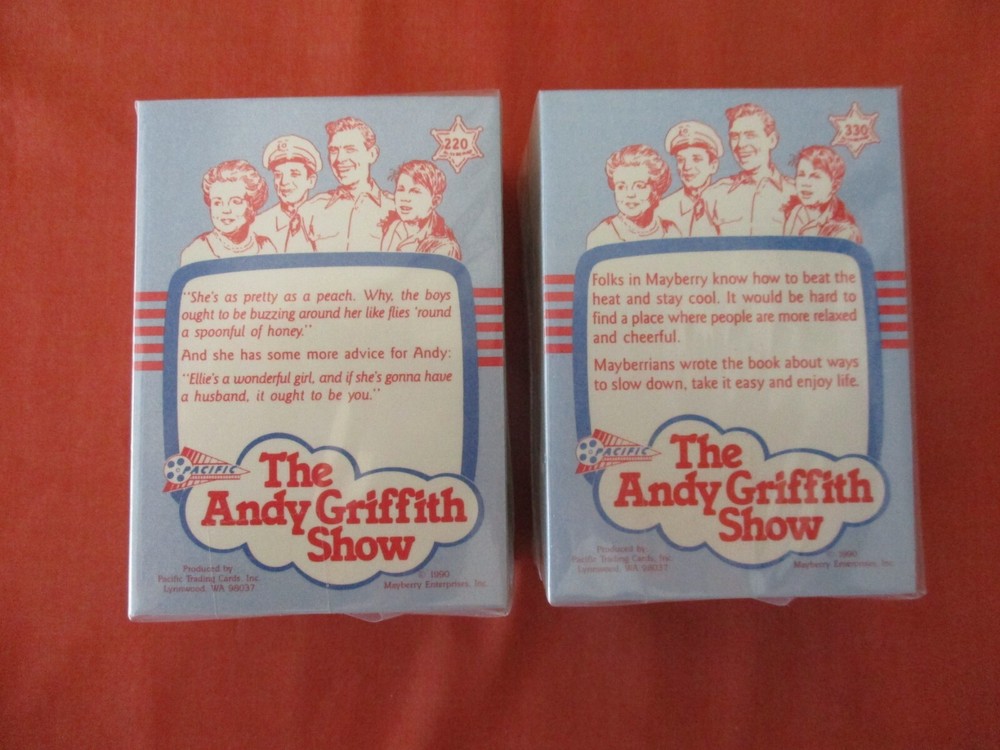 220
"She's as pretty as a peach. Why, the boys
ought to be buzzing around her like flies 'round
a spoonful of honey."
And she has some more advice for Andy:
"Ellie's a wonderful girl, and if she's gonna have
a husband, it ought to be you."
PACIFIC
The
Andy Griffith
Show
Produced by
Pacific Trading Cards, Inc.
Lynnwood, WA 98037
© 1990
Mayberry Enterprises, Inc.
330
Folks in Mayberry know how to beat the
heat and stay cool. It would be hard to
find a place where people are more relaxed
and cheerful.
Mayberrians wrote the book about ways
to slow down, take it easy and enjoy life.
PACIFIC
The
Andy Griffith
Show
Produced by
Pacific Trading Cards, Inc.
Lynnwood, WA 98037
© 1990
Mayberry Enterprises, Inc.